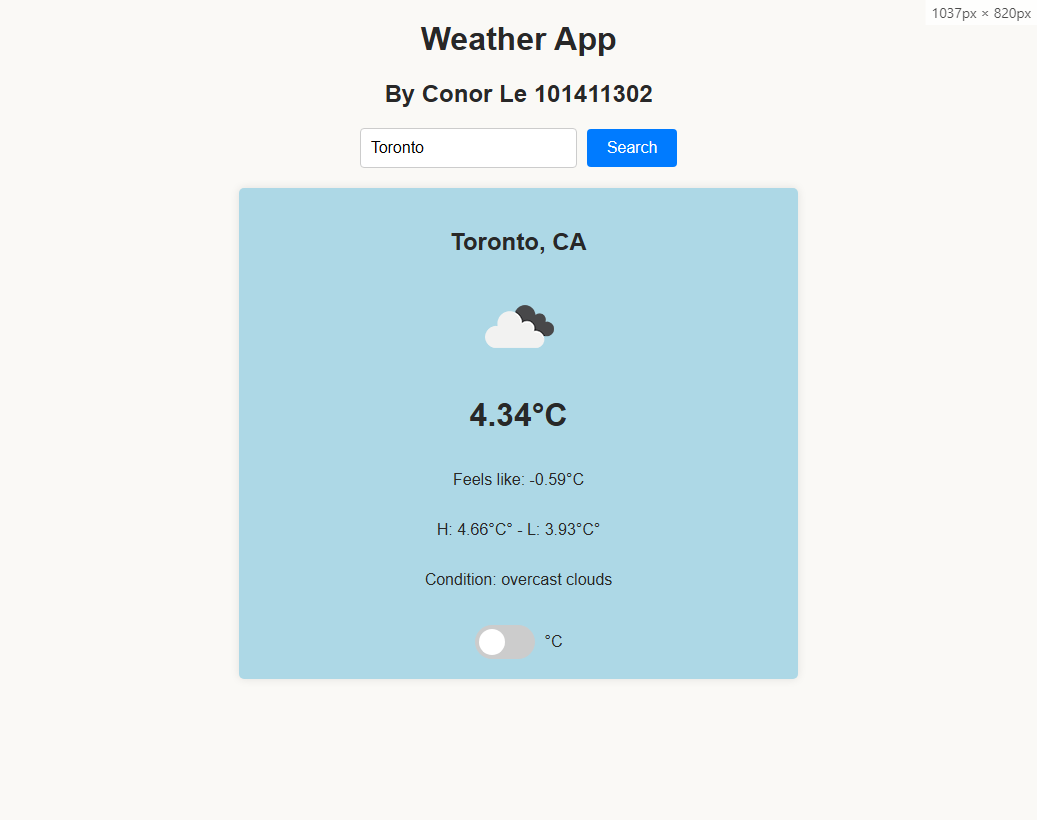 1037px × 820px
Weather App
By Conor Le 101411302
Toronto
Search
Toronto, CA
4.34°C
Feels like: -0.59°C
H: 4.66°C° - L: 3.93°C°
Condition: overcast clouds
°C